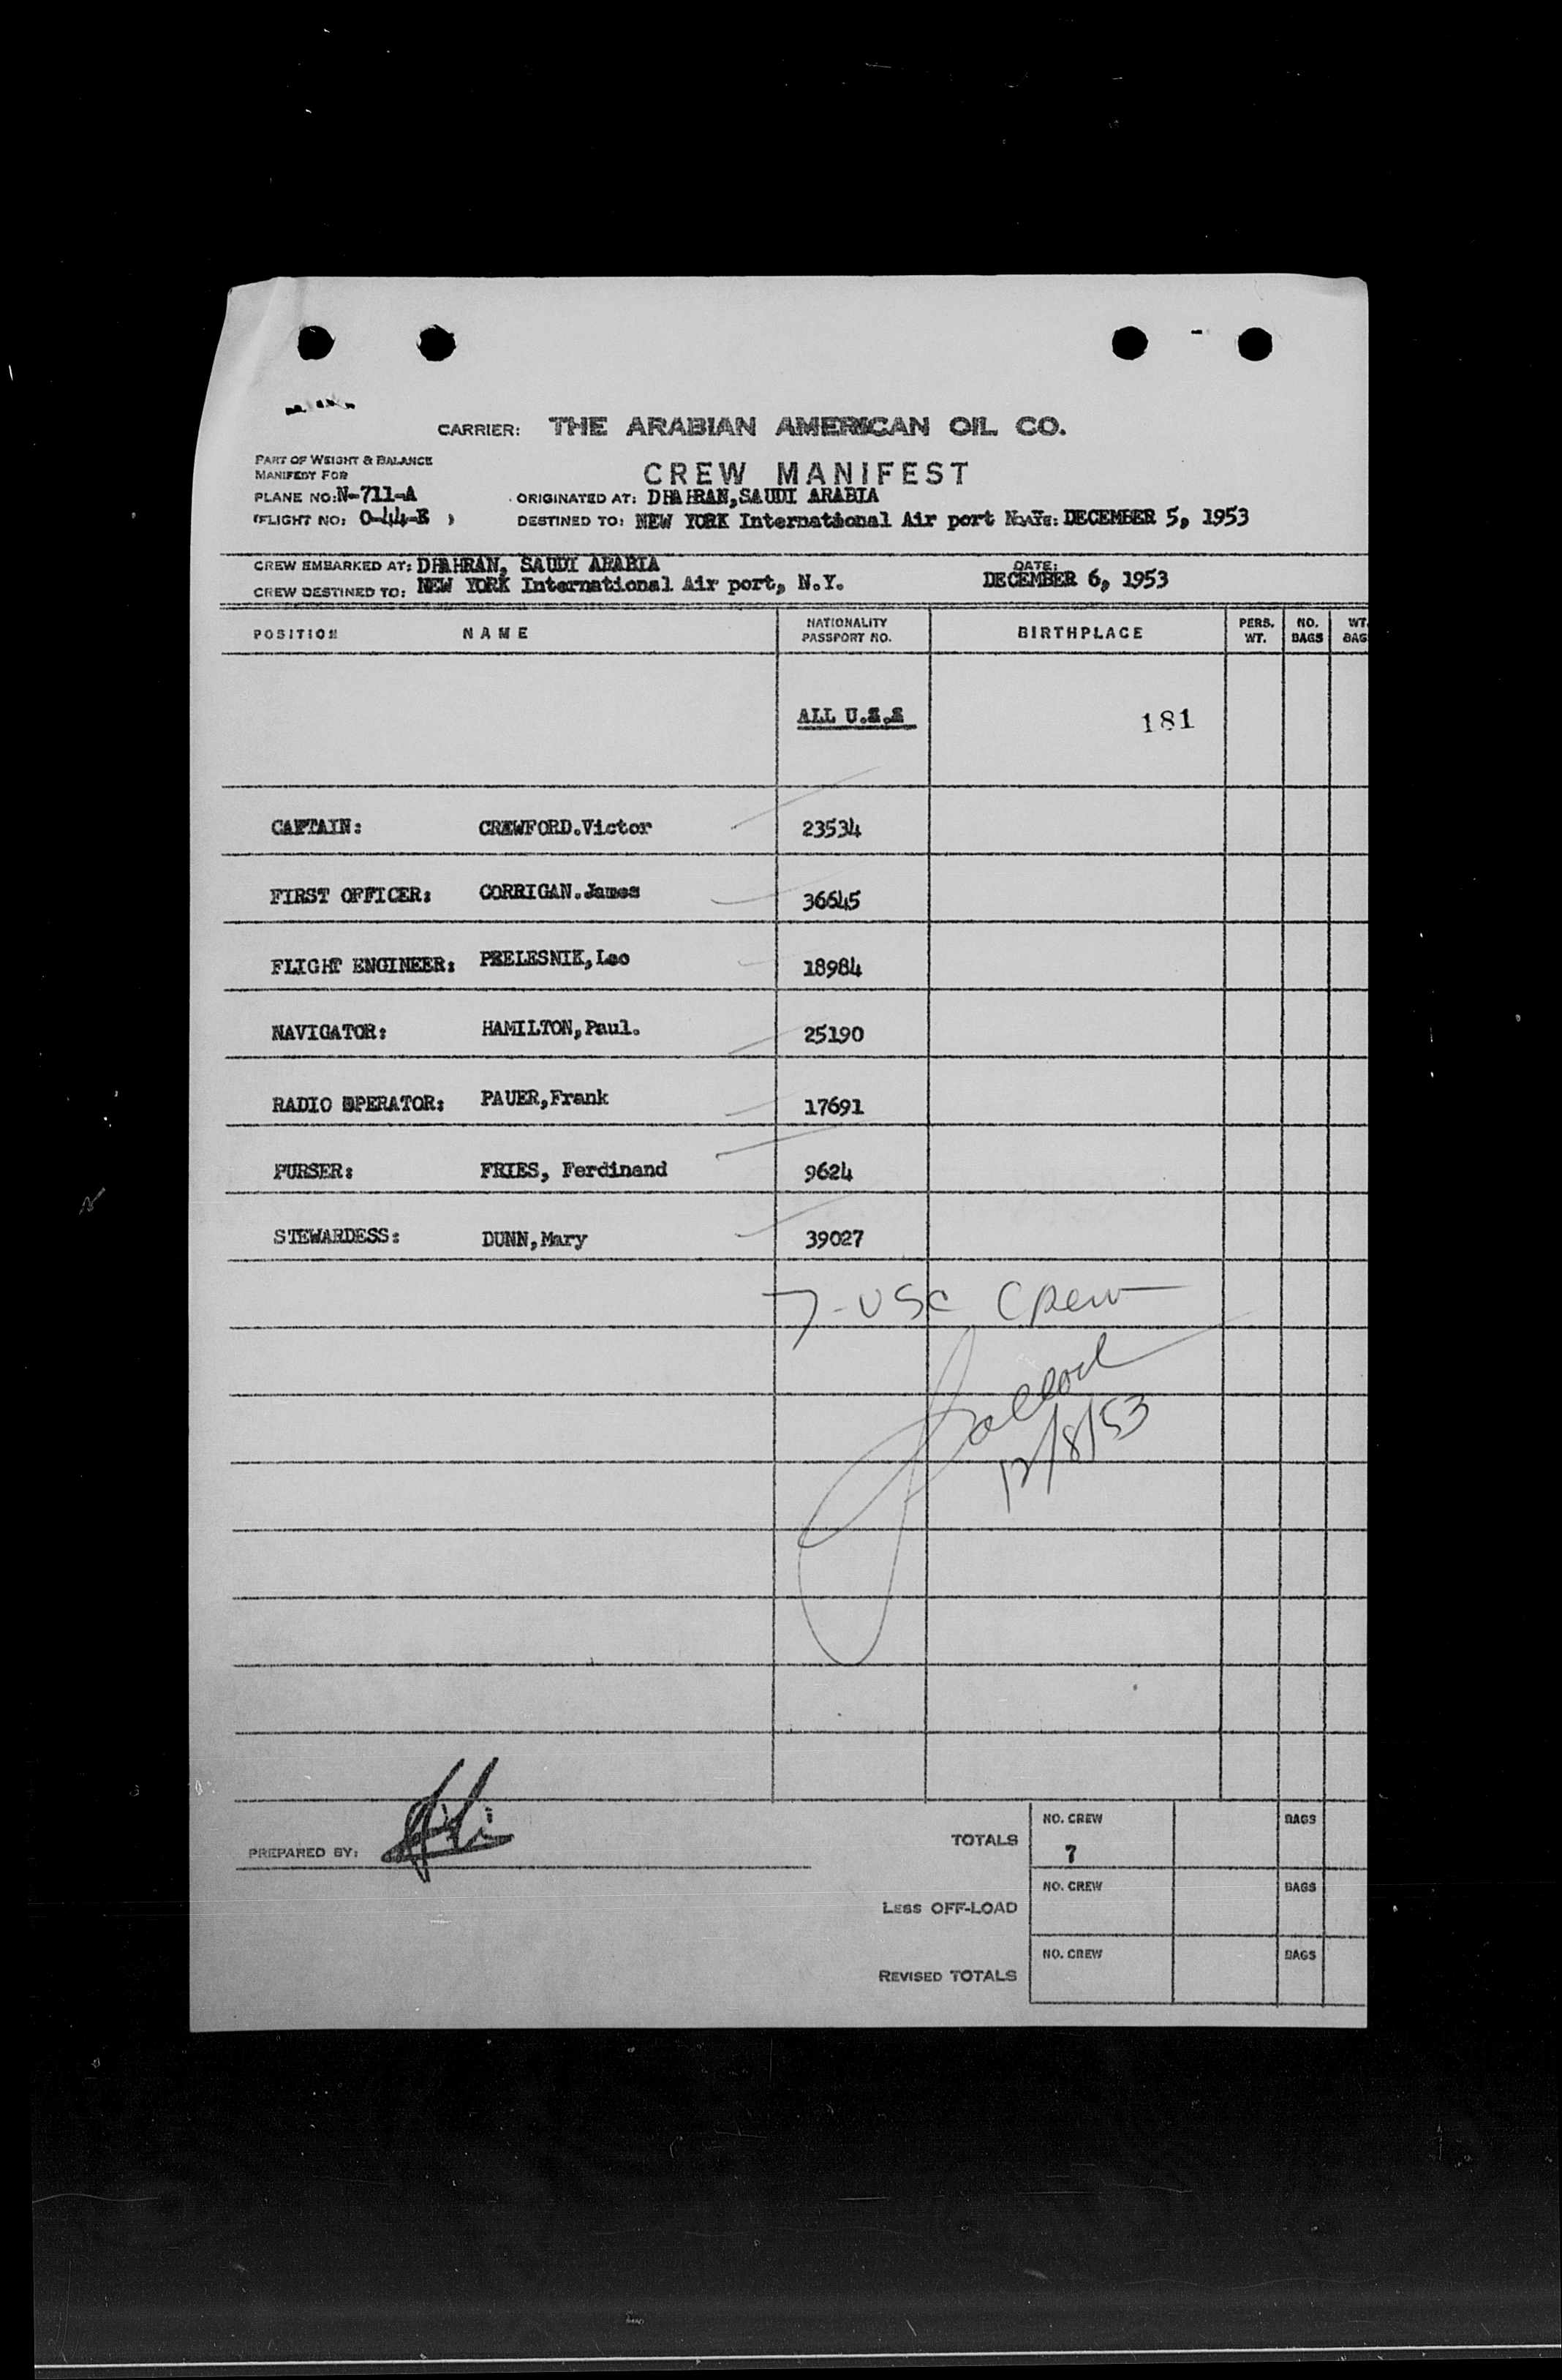 CARRIER: THE ARABIAN AMERICAN OIL CO.
PART OF WEIGHT & BALANCE
MANIFEST FOR
CREW MANIFEST
PLANE NO: N-711-A
ORIGINATED AT: DHAHRAN, SAUDI ARABIA
FLIGHT NO: O-44-E
DESTINED TO: NEW YORK International Air port N.Y. DATE: DECEMBER 5, 1953
CREW EMBARKED AT: DHAHRAN, SAUDI ARABIA
DATE:
CREW DESTINED TO: NEW YORK International Air port, N.Y. DECEMBER 6, 1953
POSITION NAME NATIONALITY PASSPORT NO. BIRTHPLACE PERS. WT. NO. BAGS WT. BAG
ALL U.S.S 181
CAPTAIN: CRAWFORD.Victor 23534
FIRST OFFICER: CORRIGAN.James 36645
FLIGHT ENGINEER: PRELESNIK,Leo 18984
NAVIGATOR: HAMILTON,Paul. 25190
RADIO OPERATOR: PAUER,Frank 17691
PURSER: FRIES, Ferdinand 9624
STEWARDESS: DUNN,Mary 39027
7-USC Crew
12/8/53
PREPARED BY:
TOTALS NO. CREW 7 BAGS
LESS OFF-LOAD NO. CREW BAGS
REVISED TOTALS NO. CREW BAGS